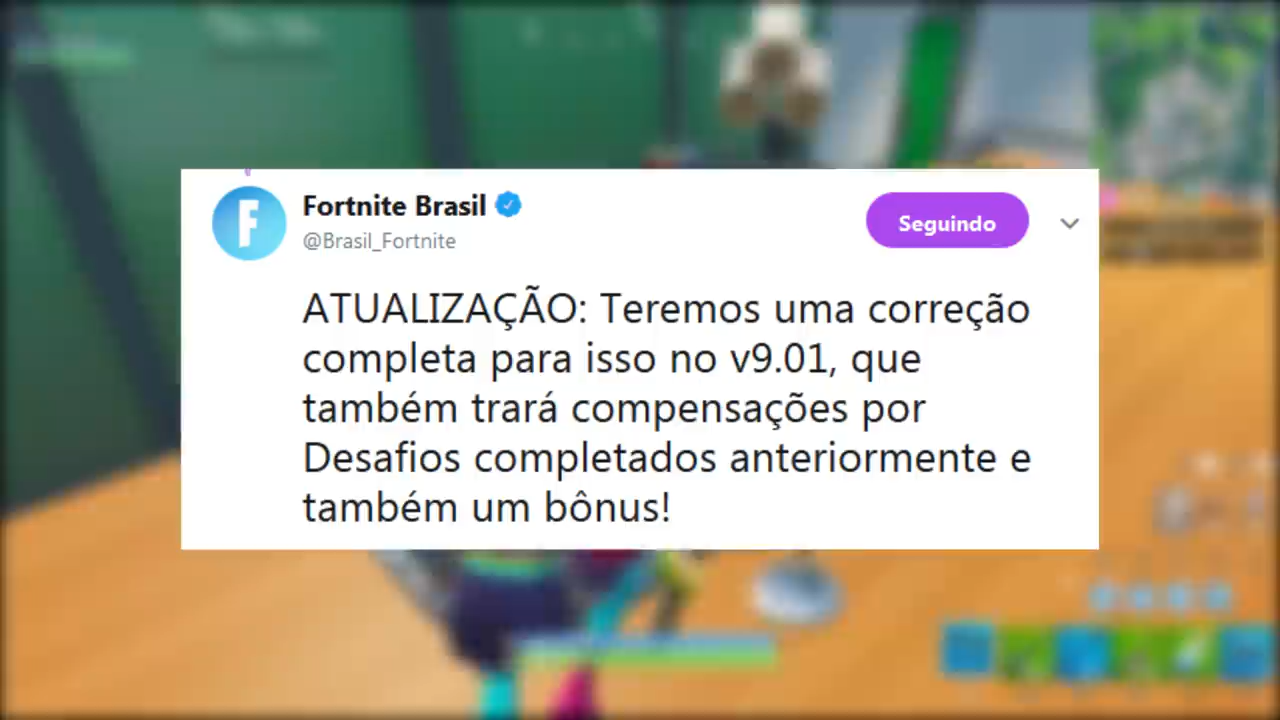 Fortnite Brasil
@Brasil_Fortnite
Seguindo
ATUALIZAÇÃO: Teremos uma correção
completa para isso no v9.01, que
também trará compensações por
Desafios completados anteriormente e
também um bônus!